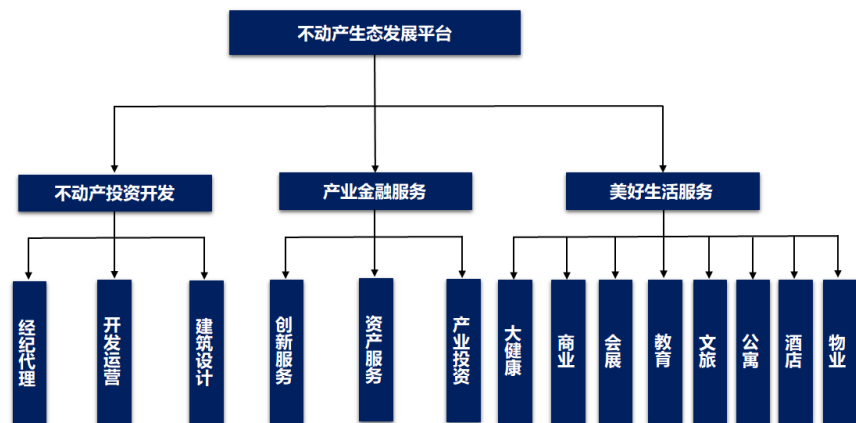 不动产生态发展平台
不动产投资开发
产业金融服务
美好生活服务
经纪代理
开发运营
建筑设计
创新服务
资产服务
产业投资
大健康
商业
会展
教育
文旅
公寓
酒店
物业